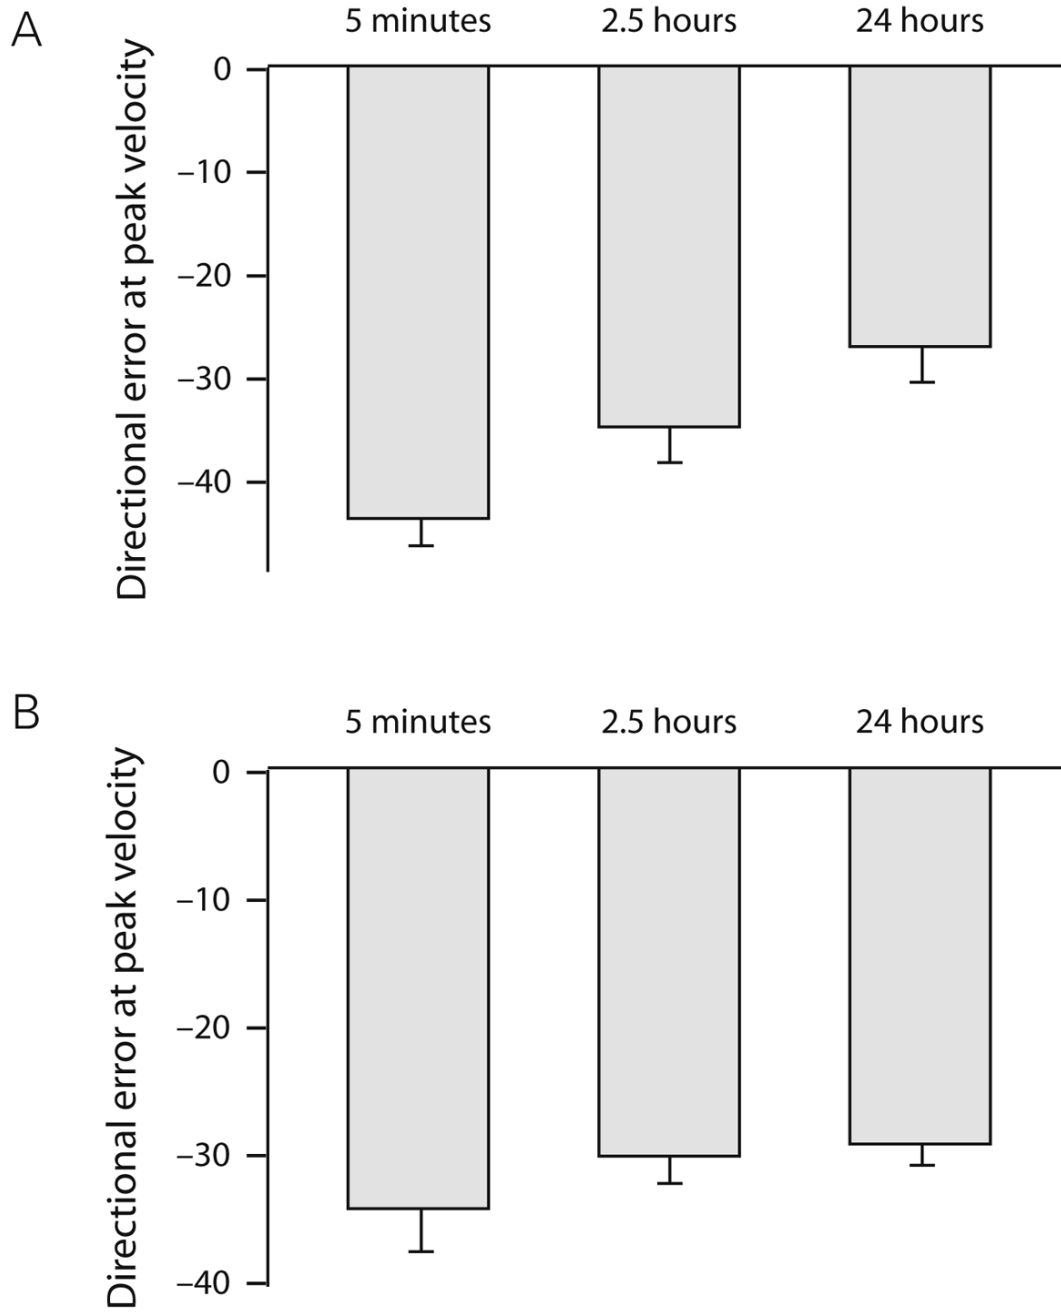 A
5 minutes 2.5 hours 24 hours
Directional error at peak velocity
0
–10
–20
–30
–40
B
5 minutes 2.5 hours 24 hours
Directional error at peak velocity
0
–10
–20
–30
–40